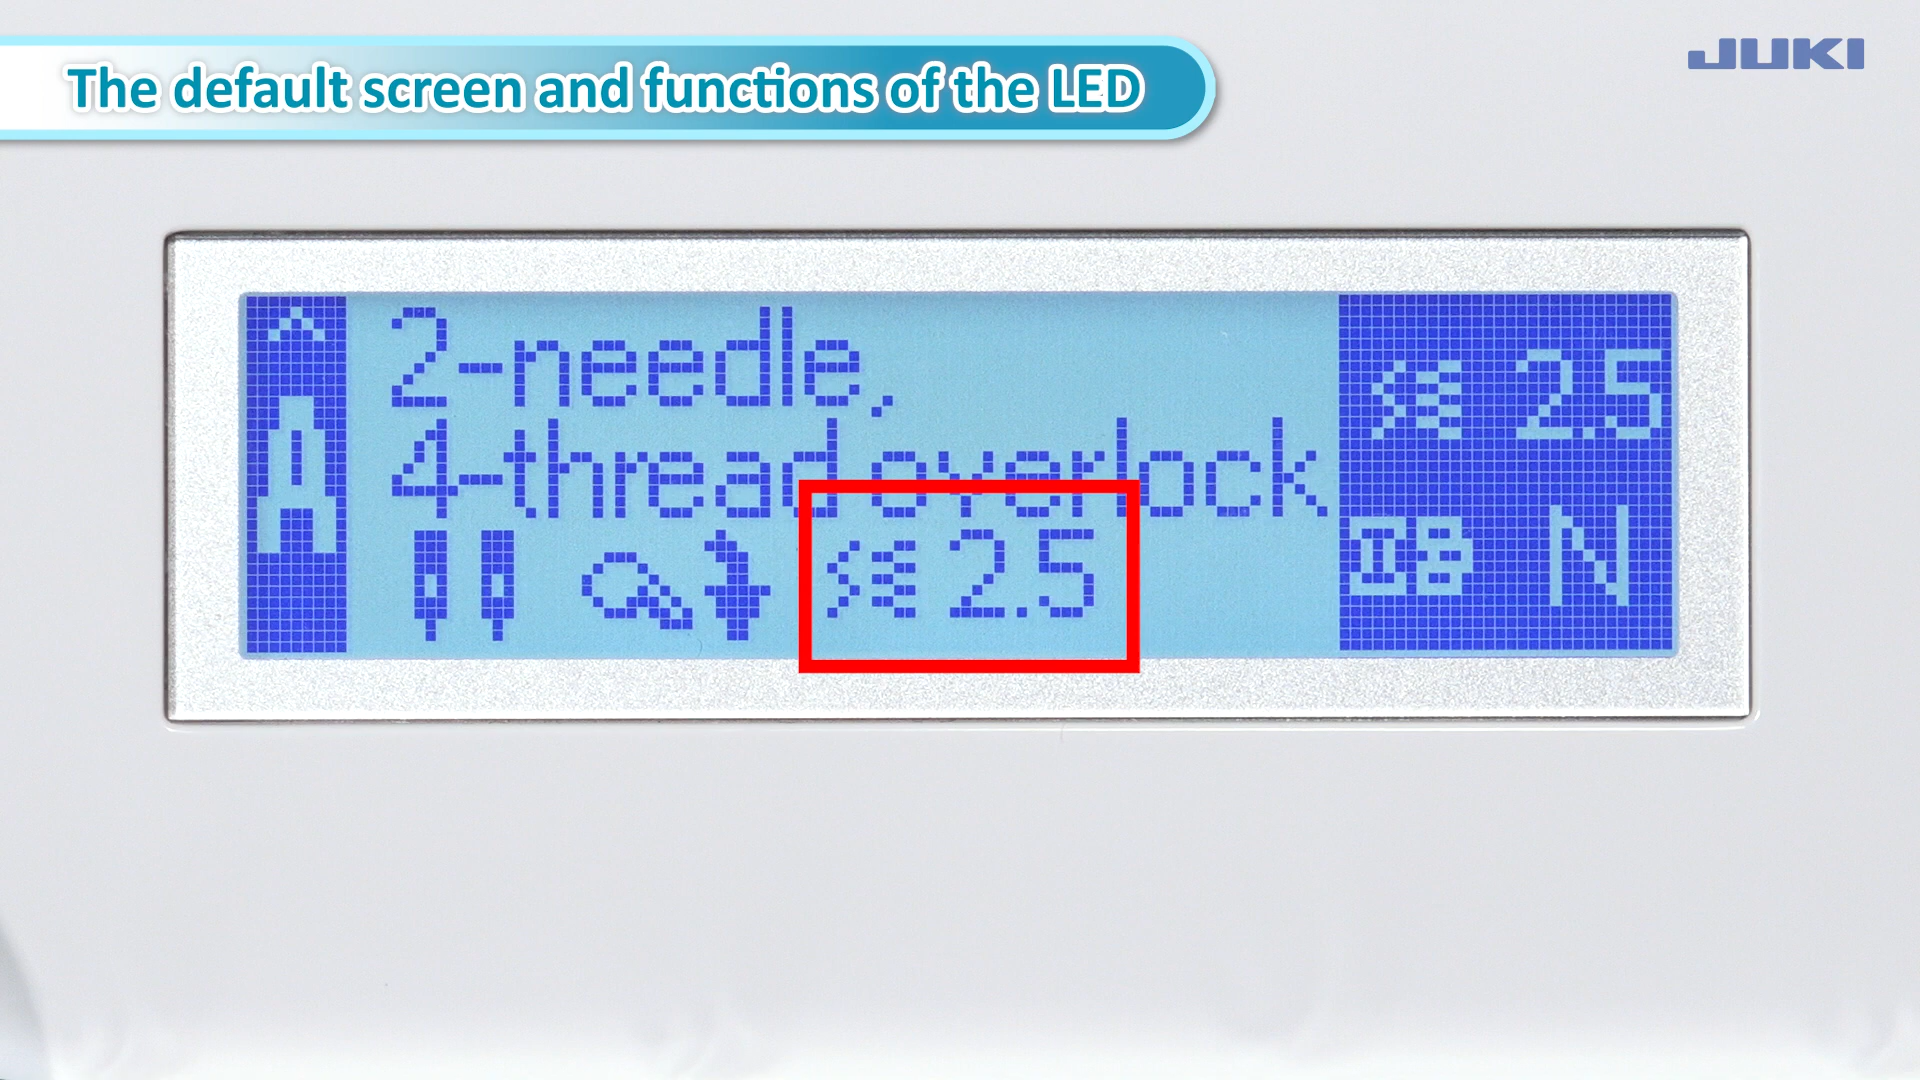 The default screen and functions of the LED
JUKI
A
2-needle,
4-thread overlock
2.5
2.5
N